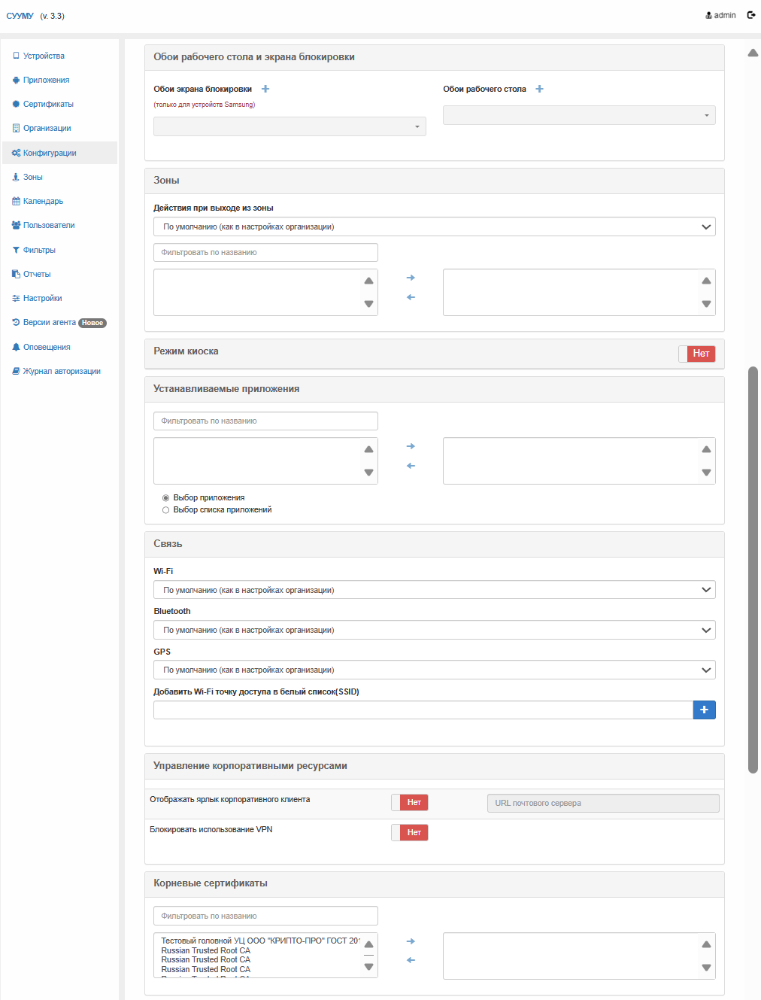 СУУМУ (v. 3.3)
admin
Устройства
Приложения
Сертификаты
Организации
Конфигурации
Зоны
Календарь
Пользователи
Фильтры
Отчеты
Настройки
Версии агента Новое
Оповещения
Журнал авторизации
Обои рабочего стола и экрана блокировки
Обои экрана блокировки
(только для устройств Samsung)
Обои рабочего стола
Зоны
Действия при выходе из зоны
По умолчанию (как в настройках организации)
Фильтровать по названию
Режим киоска
Нет
Устанавливаемые приложения
Фильтровать по названию
Выбор приложения
Выбор списка приложений
Связь
Wi-Fi
По умолчанию (как в настройках организации)
Bluetooth
По умолчанию (как в настройках организации)
GPS
По умолчанию (как в настройках организации)
Добавить Wi-Fi точку доступа в белый список(SSID)
Управление корпоративными ресурсами
Отображать ярлык корпоративного клиента
Нет
URL почтового сервера
Блокировать использование VPN
Нет
Корневые сертификаты
Фильтровать по названию
Тестовый головной УЦ ООО "КРИПТО-ПРО" ГОСТ 201
Russian Trusted Root CA
Russian Trusted Root CA
Russian Trusted Root CA